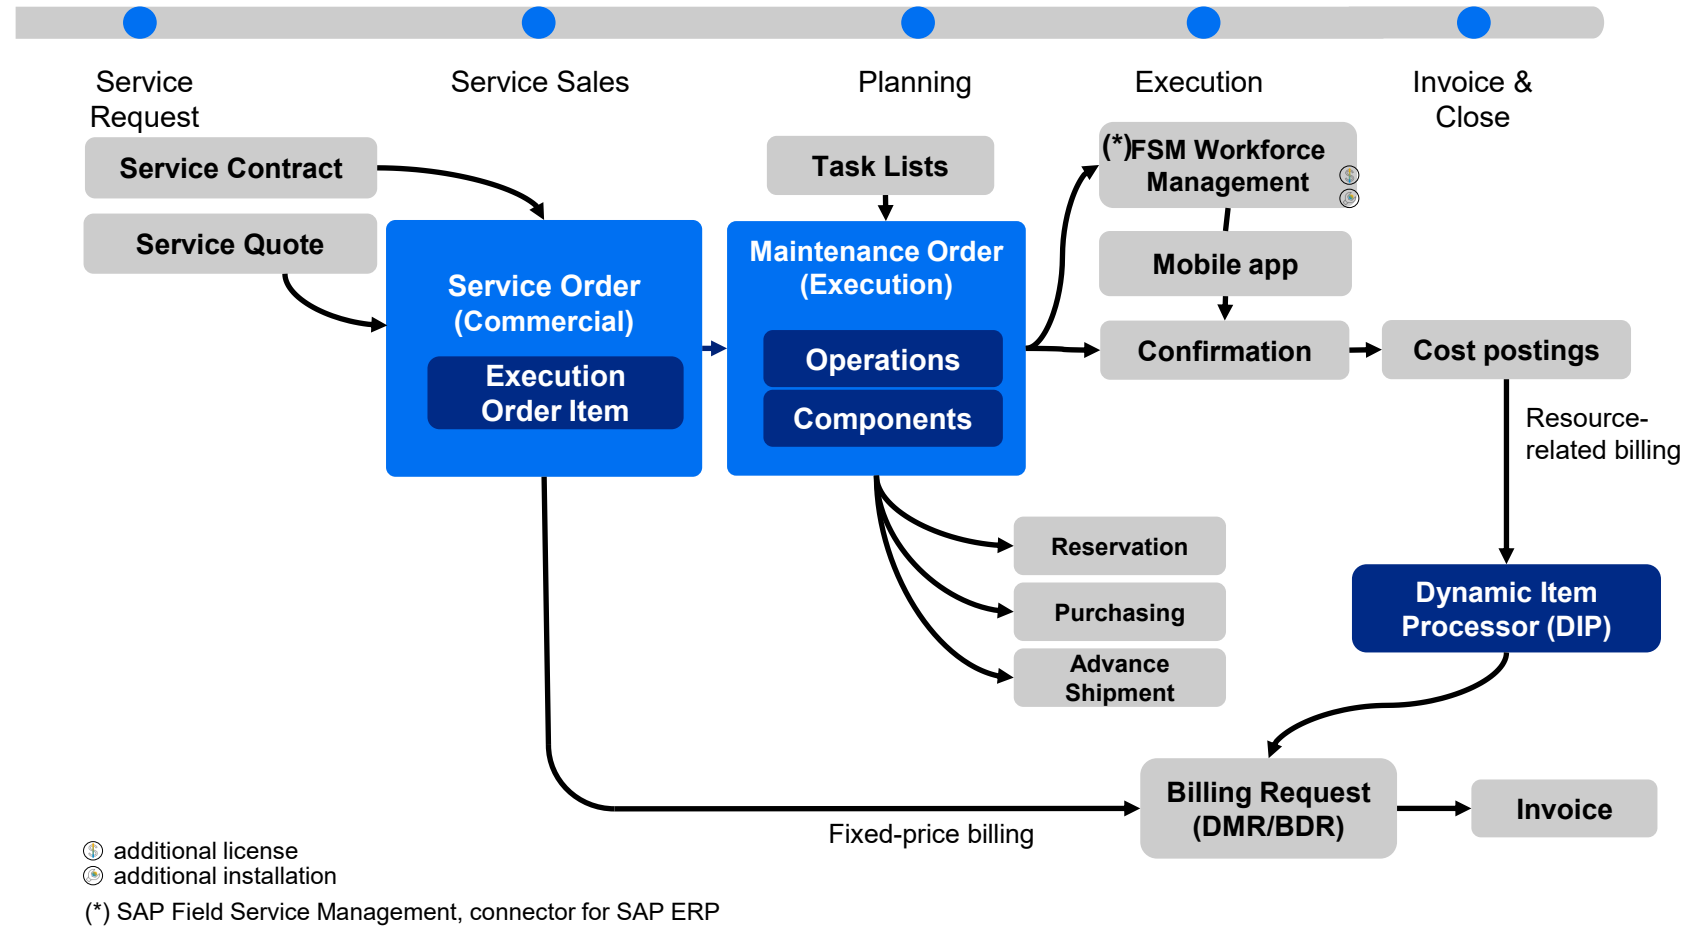 Service
Request
Service Sales
Planning
Execution
Invoice &
Close
Service Contract
Service Quote
Service Order
(Commercial)
Execution
Order Item
Task Lists
Maintenance Order
(Execution)
Operations
Components
(*)FSM Workforce
Management
Mobile app
Confirmation
Cost postings
Resource-
related billing
Reservation
Purchasing
Advance
Shipment
Dynamic Item
Processor (DIP)
Billing Request
(DMR/BDR)
Invoice
Fixed-price billing
$ additional license
additional installation
(*) SAP Field Service Management, connector for SAP ERP